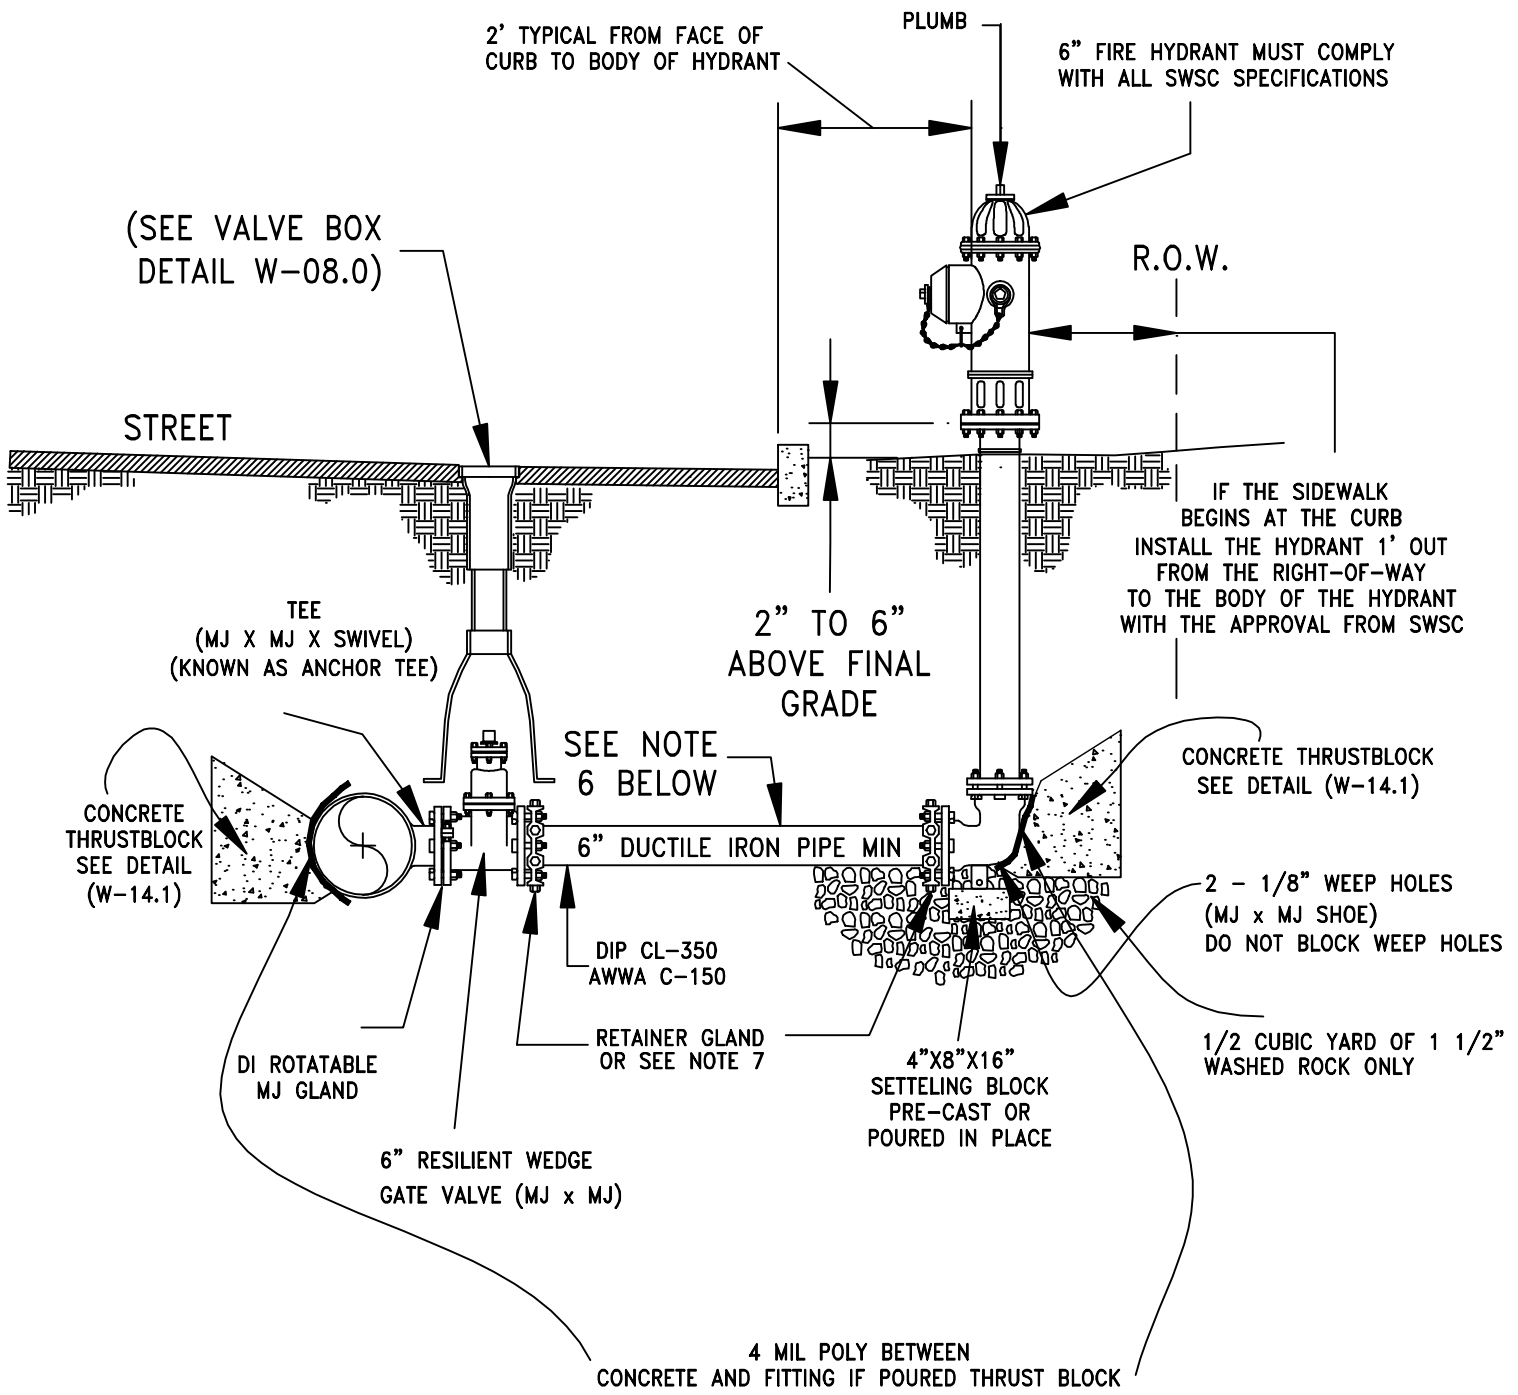 PLUMB
2' TYPICAL FROM FACE OF
CURB TO BODY OF HYDRANT
6" FIRE HYDRANT MUST COMPLY
WITH ALL SWSC SPECIFICATIONS
(SEE VALVE BOX
DETAIL W-08.0)
R.O.W.
STREET
IF THE SIDEWALK
BEGINS AT THE CURB
INSTALL THE HYDRANT 1' OUT
FROM THE RIGHT-OF-WAY
TO THE BODY OF THE HYDRANT
WITH THE APPROVAL FROM SWSC
TEE
(MJ X MJ X SWIVEL)
(KNOWN AS ANCHOR TEE)
2" TO 6"
ABOVE FINAL
GRADE
SEE NOTE
6 BELOW
CONCRETE THRUSTBLOCK
SEE DETAIL (W-14.1)
CONCRETE
THRUSTBLOCK
SEE DETAIL
(W-14.1)
6" DUCTILE IRON PIPE MIN
2 - 1/8" WEEP HOLES
(MJ x MJ SHOE)
DO NOT BLOCK WEEP HOLES
DIP CL-350
AWWA C-150
RETAINER GLAND
OR SEE NOTE 7
DI ROTATABLE
MJ GLAND
4"X8"X16"
SETTELING BLOCK
PRE-CAST OR
POURED IN PLACE
1/2 CUBIC YARD OF 1 1/2"
WASHED ROCK ONLY
6" RESILIENT WEDGE
GATE VALVE (MJ x MJ)
4 MIL POLY BETWEEN
CONCRETE AND FITTING IF POURED THRUST BLOCK